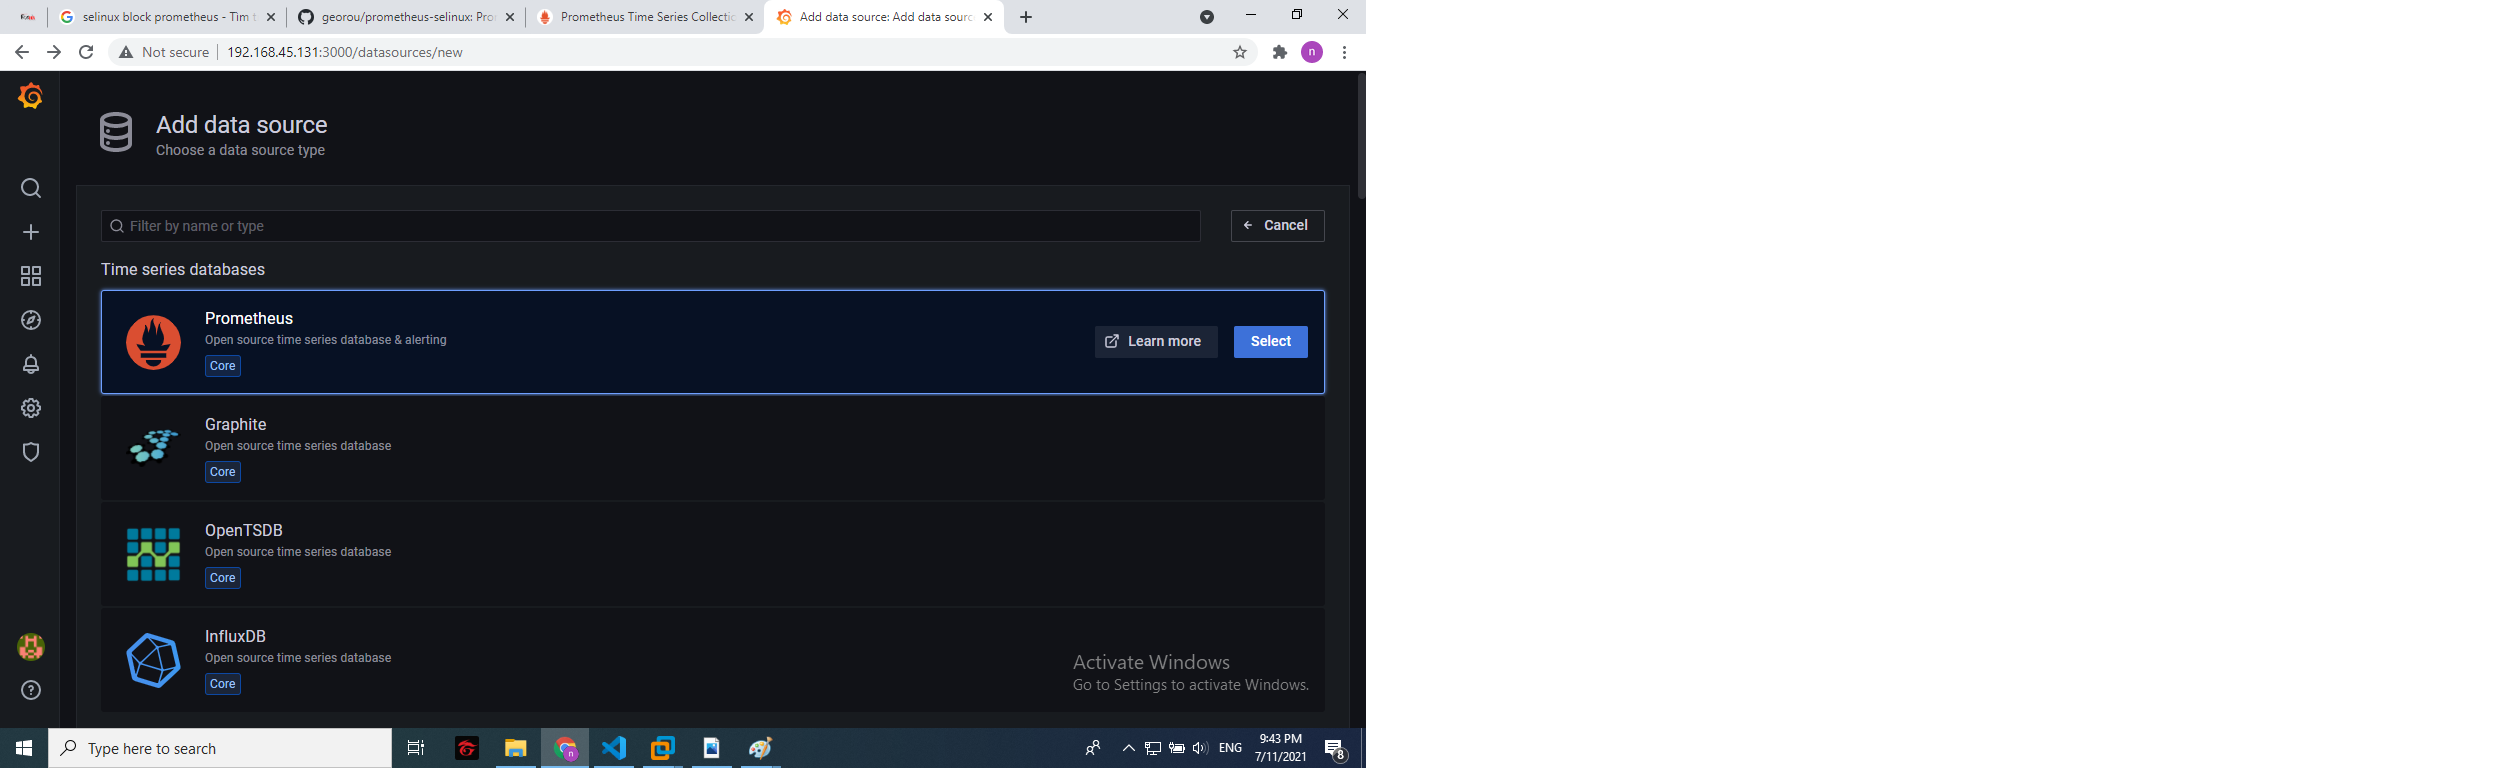 selinux block prometheus - Tim t
georou/prometheus-selinux: Pro
Prometheus Time Series Collectio
Add data source: Add data sourc
Not secure
192.168.45.131:3000/datasources/new
n
Add data source
Choose a data source type
Filter by name or type
Cancel
Time series databases
Prometheus
Open source time series database & alerting
Core
Learn more
Select
Graphite
Open source time series database
Core
OpenTSDB
Open source time series database
Core
InfluxDB
Open source time series database
Core
Activate Windows
Go to Settings to activate Windows.
Type here to search
n
ENG
9:43 PM
7/11/2021
8